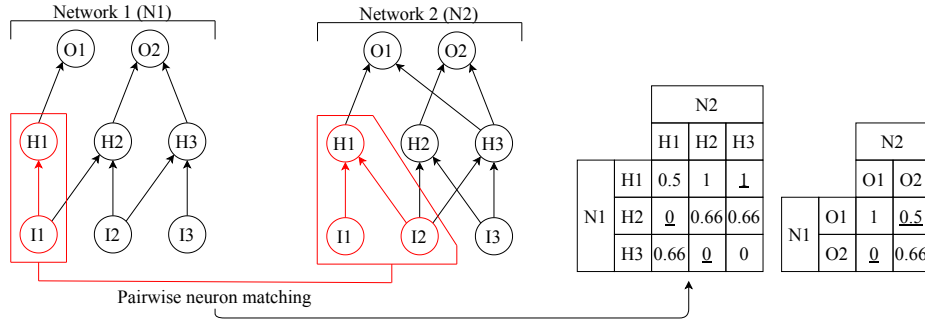 Network 1 (N1)
Network 2 (N2)
O1 O2
O1 O2
H1 H2 H3
H1 H2 H3
I1 I2 I3
I1 I2 I3
Pairwise neuron matching
N2
H1 H2 H3
N1
H1 0.5 1 1
H2 0 0.66 0.66
H3 0.66 0 0
N2
O1 O2
N1
O1 1 0.5
O2 0 0.66